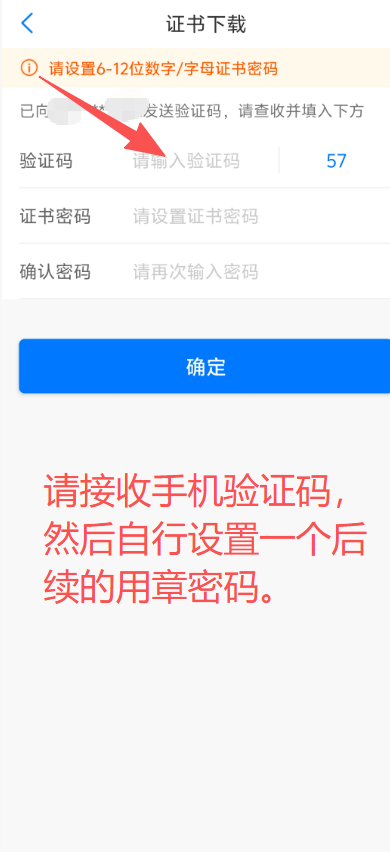 证书下载
请设置6-12位数字/字母证书密码
已向 ** 发送验证码，请查收并填入下方
验证码 请输入验证码 57
证书密码 请设置证书密码
确认密码 请再次输入密码
确定
请接收手机验证码，
然后自行设置一个后
续的用章密码。